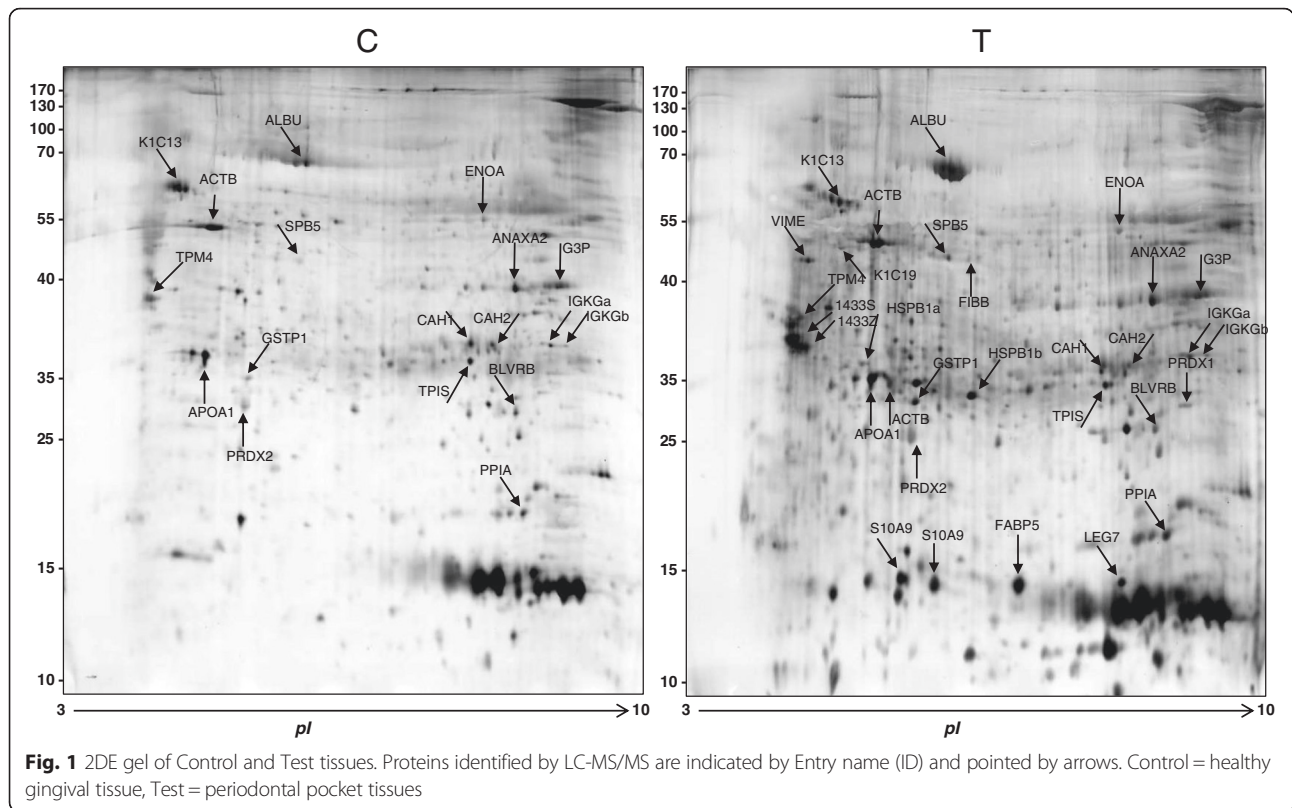 C
T
170
130
100
70
55
40
35
25
15
10
ALBU
K1C13
ACTB
ENOA
SPB5
TPM4
ANAXA2
IG3P
CAH1
CAH2
IGKGa
IGKGb
GSTP1
TPIS
BLVRB
APOA1
PRDX2
PPIA
3
10
pI
170
130
100
70
55
40
35
25
15
10
ALBU
K1C13
ACTB
ENOA
VIME
SPB5
ANAXA2
G3P
TPM4
K1C19
FIBB
1433S
1433Z
HSPB1a
IGKGa
IGKGb
CAH1
CAH2
GSTP1
HSPB1b
PRDX1
TPIS
BLVRB
APOA1
ACTB
PRDX2
PPIA
S10A9
S10A9
FABP5
LEG7
3
10
pI
Fig. 1 2DE gel of Control and Test tissues. Proteins identified by LC-MS/MS are indicated by Entry name (ID) and pointed by arrows. Control = healthy
gingival tissue, Test = periodontal pocket tissues